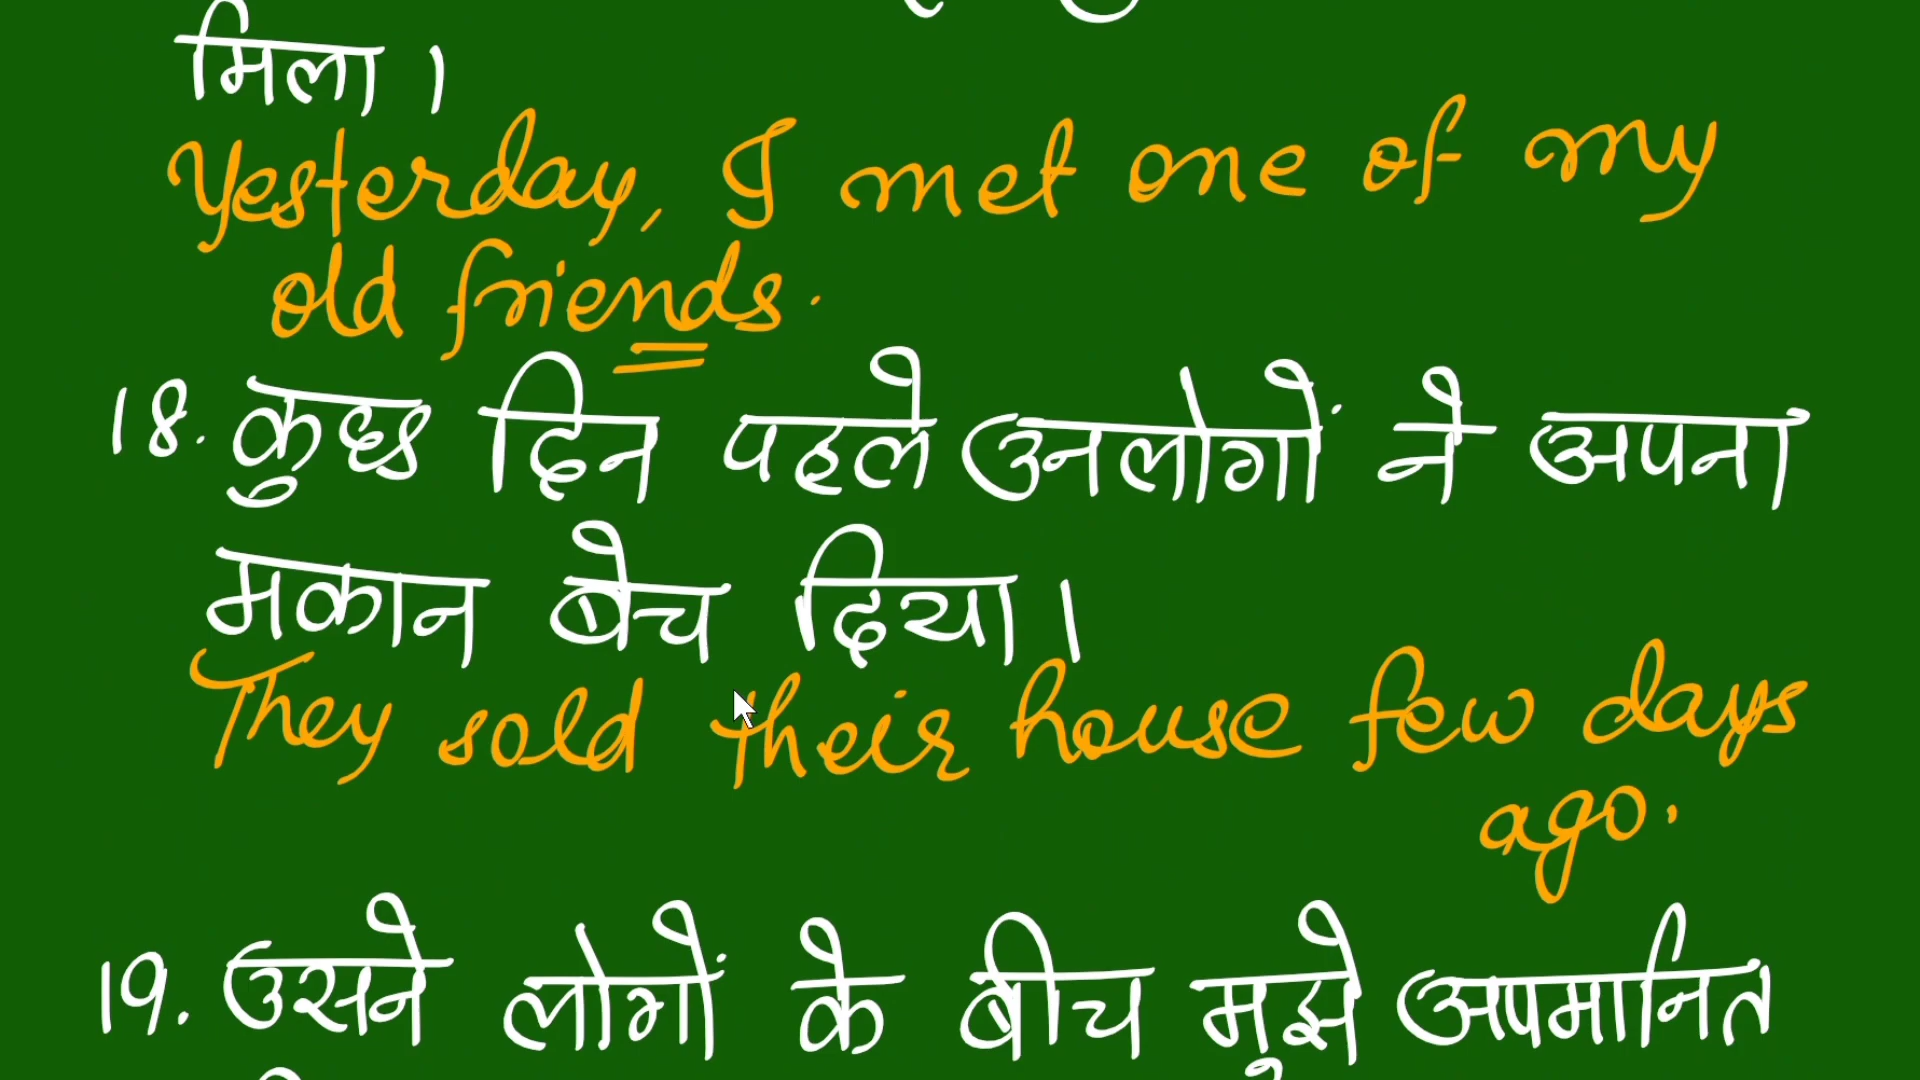 मिला।
Yesterday, I met one of my
old friends.
18. कुछ दिन पहले उनलोगों ने अपना
मकान बेच दिया।
They sold their house few days
ago.
19. उसने लोगों के बीच मुझे अपमानित